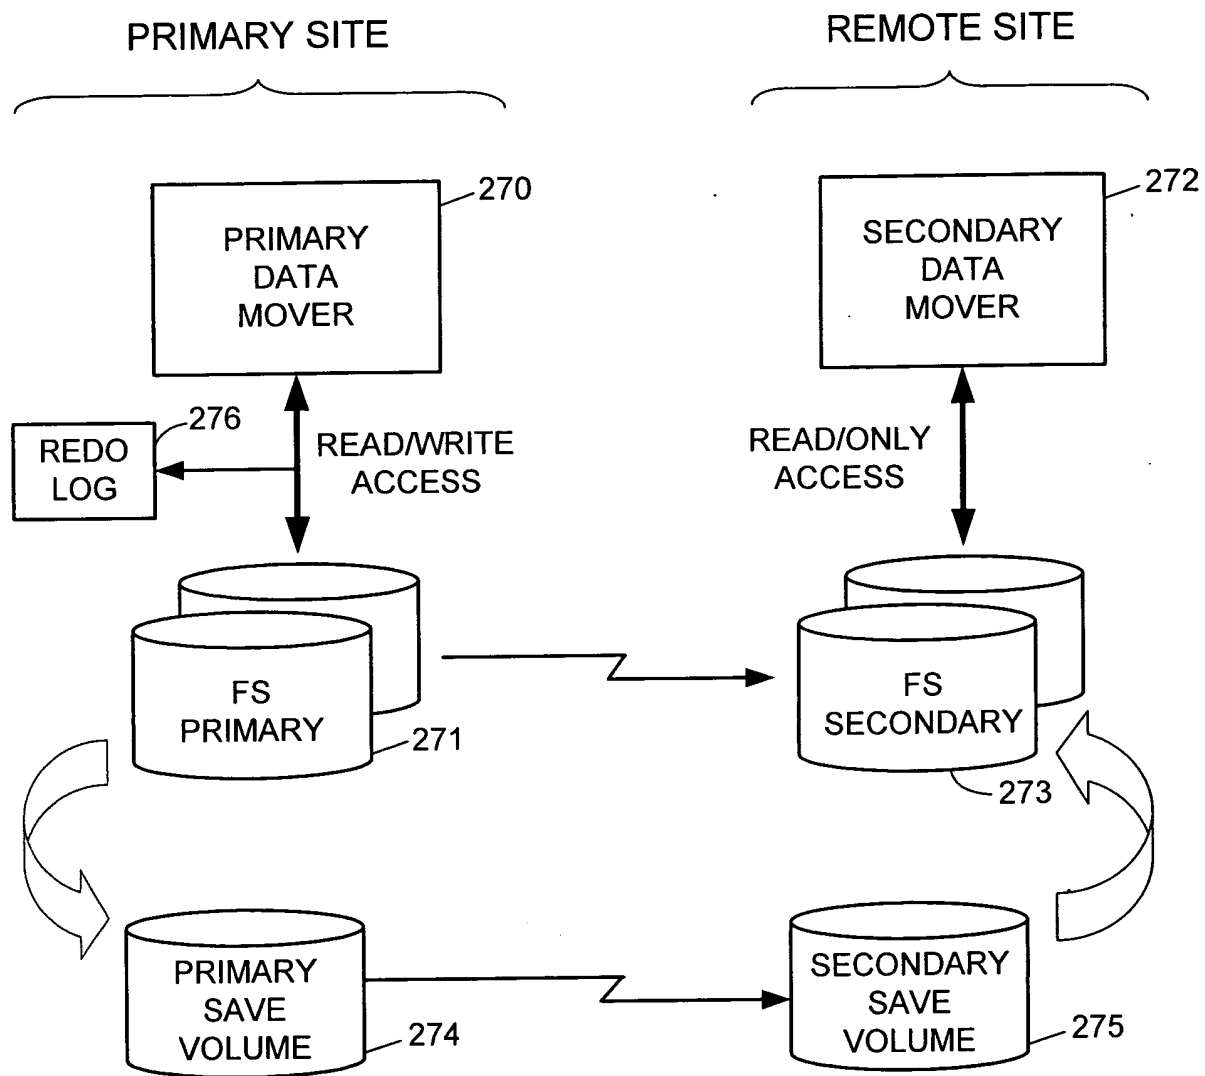 PRIMARY SITE
REMOTE SITE
270
272
PRIMARY
DATA
MOVER
SECONDARY
DATA
MOVER
276
REDO
LOG
READ/WRITE
ACCESS
READ/ONLY
ACCESS
FS
PRIMARY
271
FS
SECONDARY
273
PRIMARY
SAVE
VOLUME
274
SECONDARY
SAVE
VOLUME
275